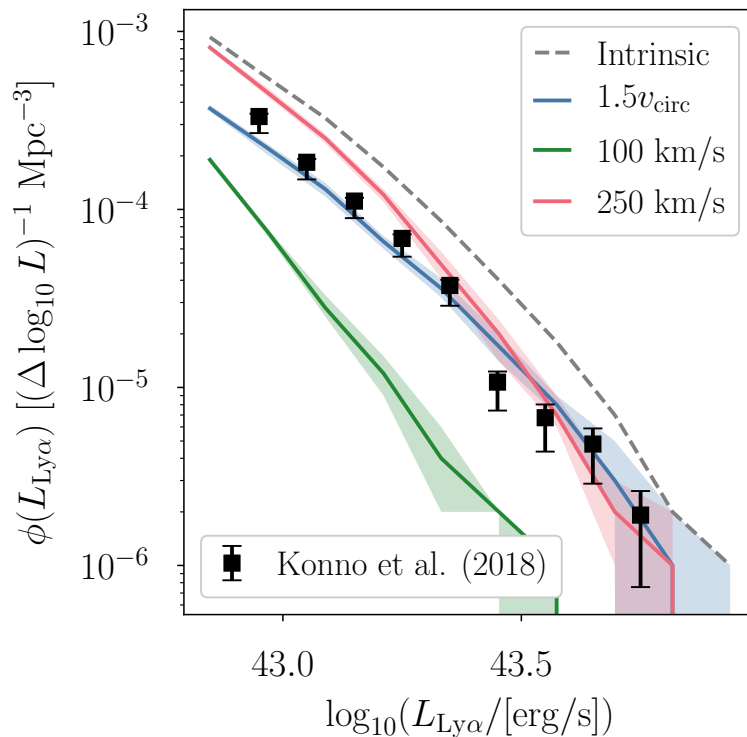 10⁻³
10⁻⁴
10⁻⁵
10⁻⁶
ϕ(L_Lyα) [(Δ log₁₀ L)⁻¹ Mpc⁻³]
Intrinsic
1.5v_circ
100 km/s
250 km/s
Konno et al. (2018)
43.0
43.5
log₁₀(L_Lyα/[erg/s])